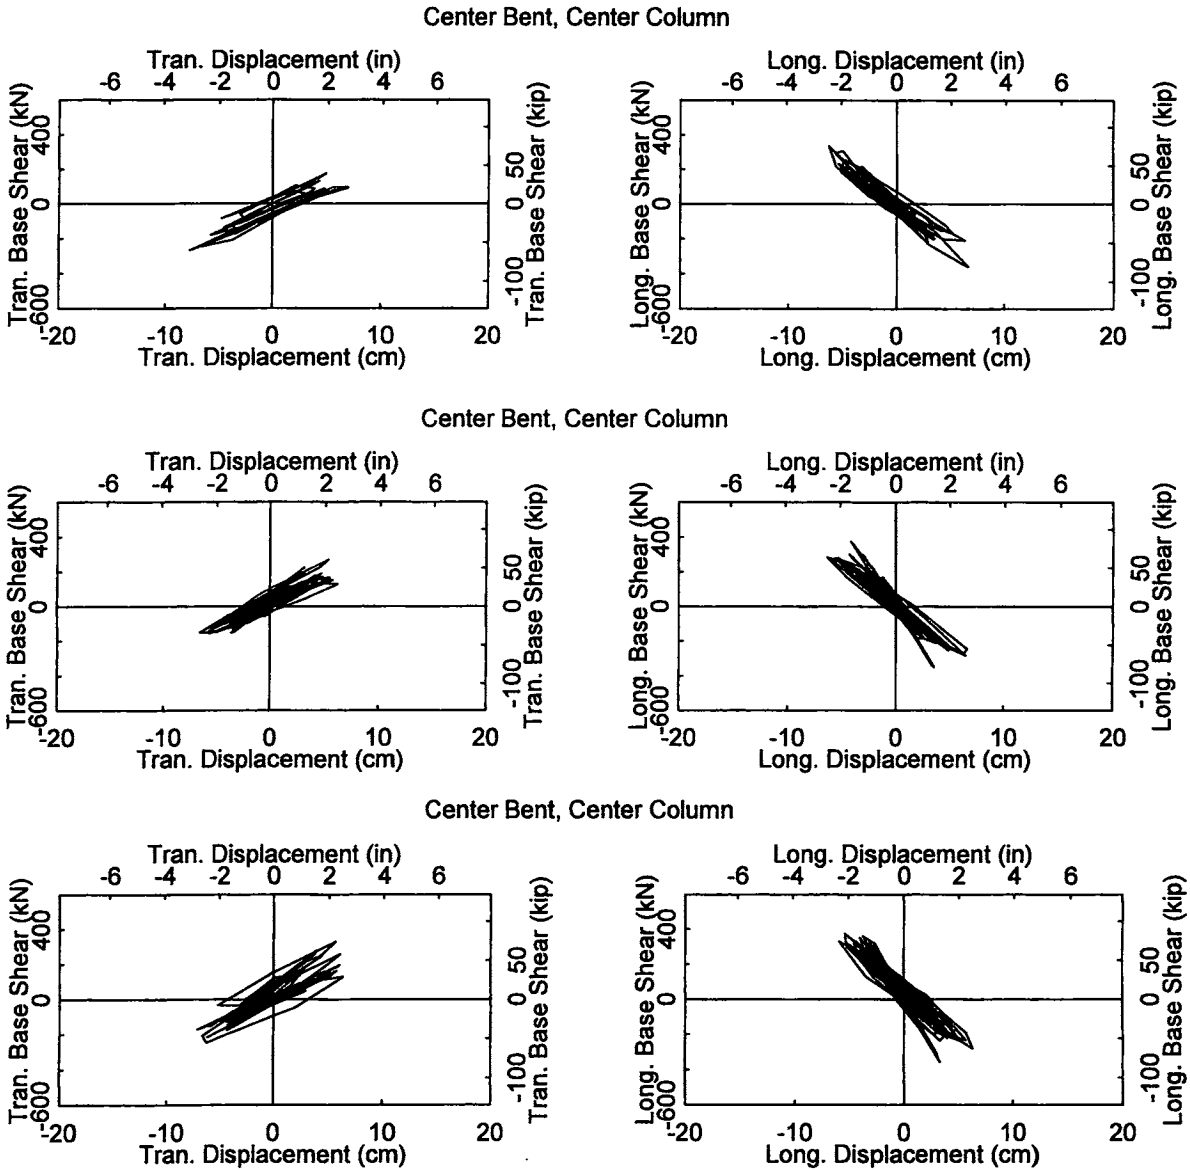 Center Bent, Center Column
Tran. Displacement (in)
-6 -4 -2 0 2 4 6
Tran. Base Shear (kN)
400
0
-600
50
0
-100
Tran. Base Shear (kip)
-20 -10 0 10 20
Tran. Displacement (cm)
Long. Displacement (in)
-6 -4 -2 0 2 4 6
Long. Base Shear (kN)
400
0
-600
50
0
-100
Long. Base Shear (kip)
-20 -10 0 10 20
Long. Displacement (cm)
Center Bent, Center Column
Tran. Displacement (in)
-6 -4 -2 0 2 4 6
Tran. Base Shear (kN)
400
0
-600
50
0
-100
Tran. Base Shear (kip)
-20 -10 0 10 20
Tran. Displacement (cm)
Long. Displacement (in)
-6 -4 -2 0 2 4 6
Long. Base Shear (kN)
400
0
-600
50
0
-100
Long. Base Shear (kip)
-20 -10 0 10 20
Long. Displacement (cm)
Center Bent, Center Column
Tran. Displacement (in)
-6 -4 -2 0 2 4 6
Tran. Base Shear (kN)
400
0
-600
50
0
-100
Tran. Base Shear (kip)
-20 -10 0 10 20
Tran. Displacement (cm)
Long. Displacement (in)
-6 -4 -2 0 2 4 6
Long. Base Shear (kN)
400
0
-600
50
0
-100
Long. Base Shear (kip)
-20 -10 0 10 20
Long. Displacement (cm)